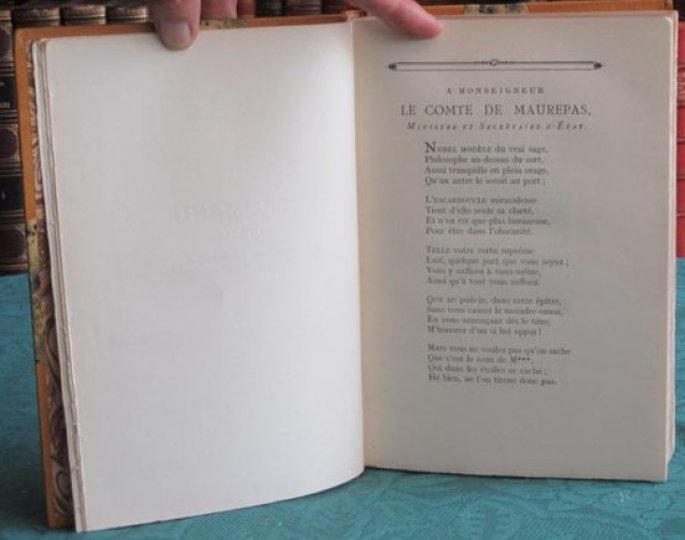 A MONSEIGNEUR
LE COMTE DE MAUREPAS,
MINISTRE ET SECRÉTAIRE D'ÉTAT.
NOBEL MODÈLE du vrai sage,
Philosophe au-dessus du sort,
Aussi tranquille en plein orage,
Qu'un autre le serait au port ;
L'ESCARBOUCLE miraculeuse
Tient d'elle seule sa clarté,
Et n'en est que plus lumineuse,
Pour être dans l'obscurité.
TELLE votre vertu suprême
Luit, quelque part que vous soyez ;
Vous y suffisez à vous-même,
Ainsi qu'à tout vous suffisez.
QUE ne puis-je, dans cette épître,
Sans vous causer le moindre ennui,
En vous annonçant dès le titre,
M'honorer d'un si bel appui !
MAIS vous ne voulez pas qu'on sache
Que c'est le nom de M***,
Qui dans les étoiles se cache ;
Hé bien, ne l'en tirons donc pas.